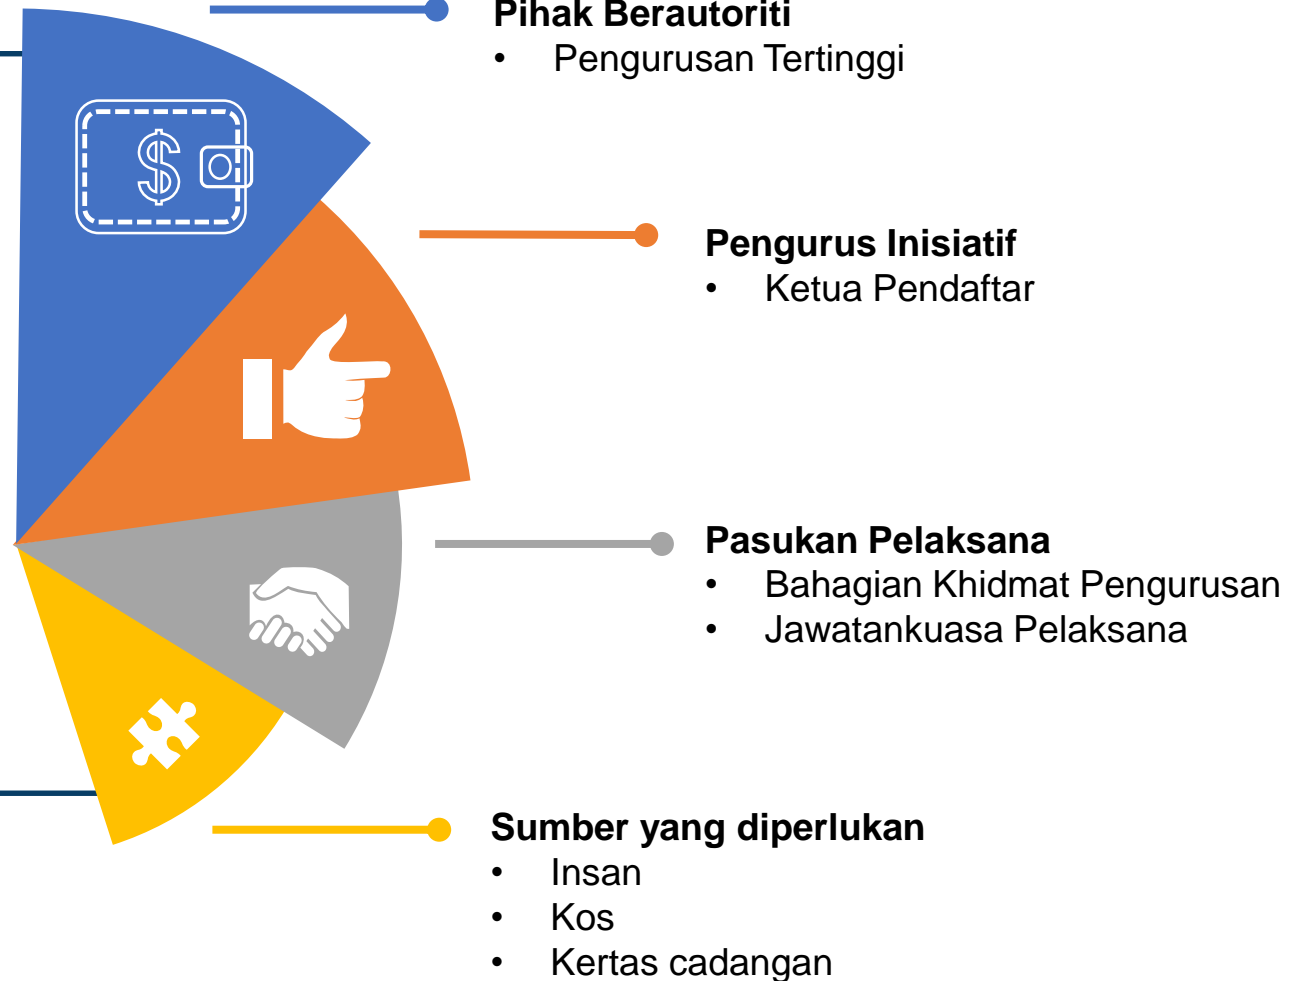 Pihak Berautoriti
• Pengurusan Tertinggi
$
Pengurus Inisiatif
• Ketua Pendaftar
Pasukan Pelaksana
• Bahagian Khidmat Pengurusan
• Jawatankuasa Pelaksana
Sumber yang diperlukan
• Insan
• Kos
• Kertas cadangan